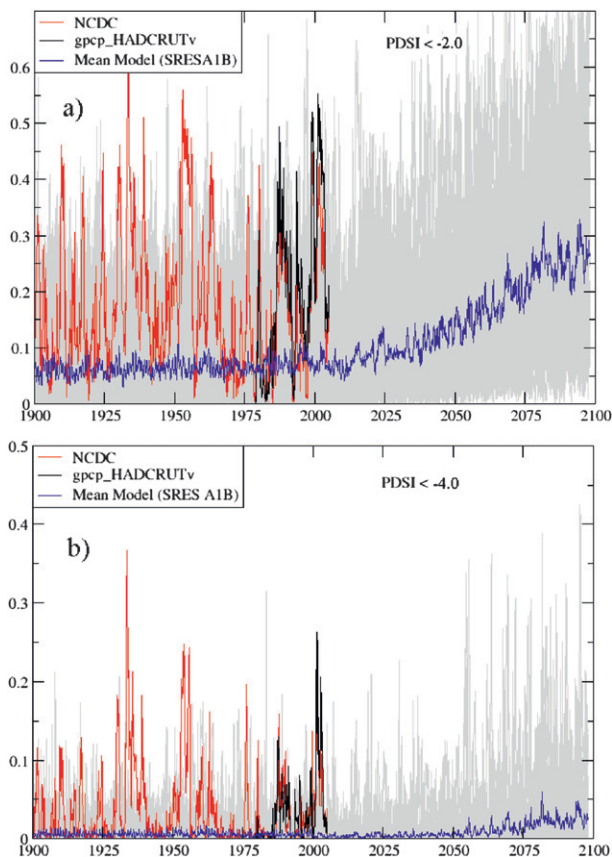 NCDC
gpcp_HADCRUTv
Mean Model (SRESA1B)
PDSI < -2.0
a)
0.6
0.5
0.4
0.3
0.2
0.1
0
1900 1925 1950 1975 2000 2025 2050 2075 2100
0.5
NCDC
gpcp_HADCRUTv
Mean Model (SRES A1B)
PDSI < -4.0
b)
0.4
0.3
0.2
0.1
0
1900 1925 1950 1975 2000 2025 2050 2075 2100